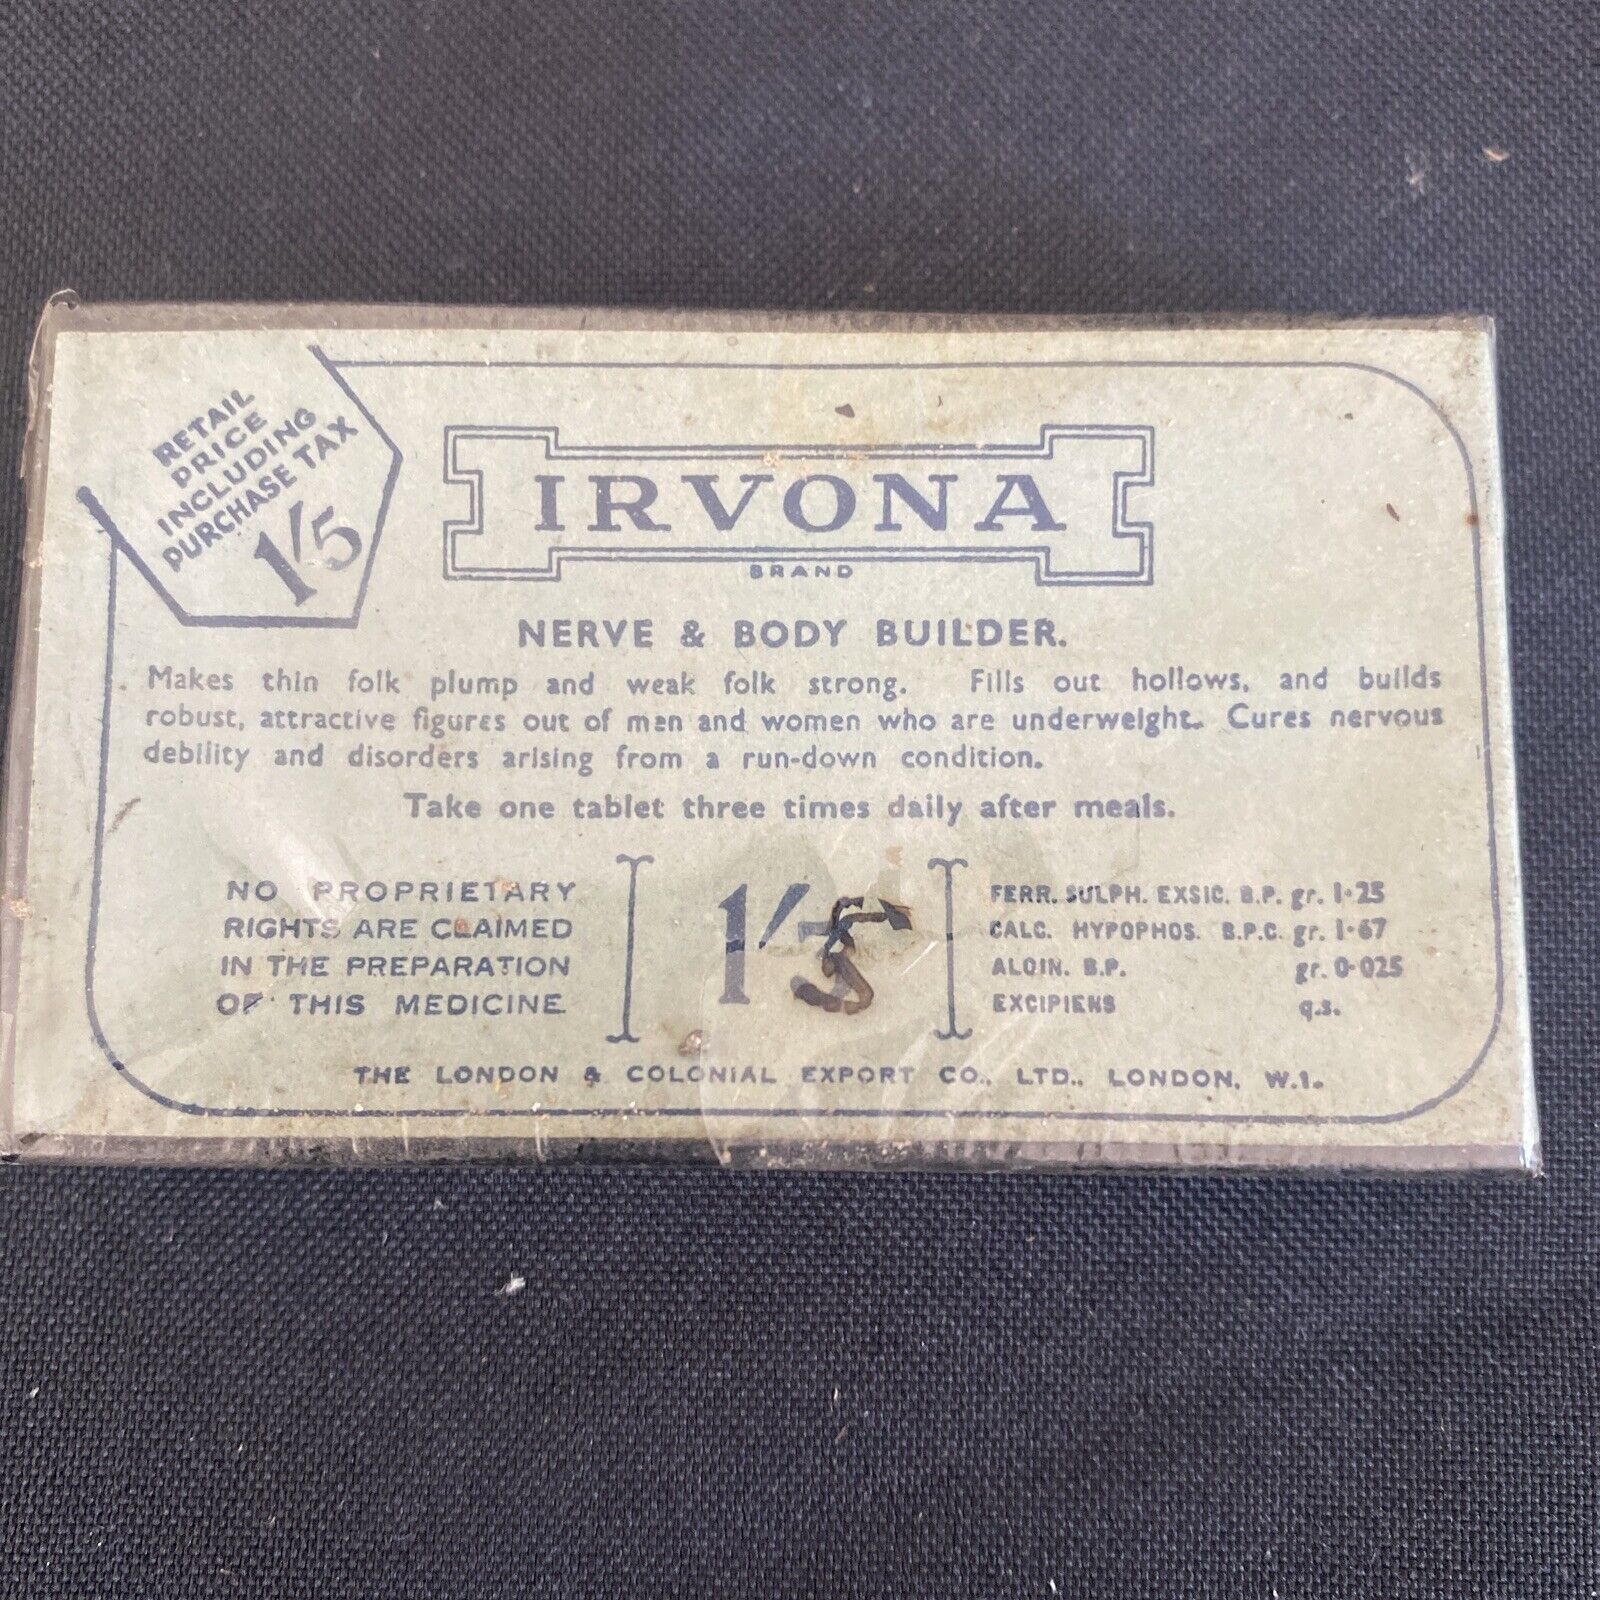 RETAIL
PRICE
INCLUDING
PURCHASE TAX
1/5
IRVONA
BRAND
NERVE & BODY BUILDER.
Makes thin folk plump and weak folk strong. Fills out hollows, and builds
robust, attractive figures out of men and women who are underweight. Cures nervous
debility and disorders arising from a run-down condition.
Take one tablet three times daily after meals.
NO PROPRIETARY
RIGHTS ARE CLAIMED
IN THE PREPARATION
OF THIS MEDICINE
1/5
FERR. SULPH. EXSIC. B.P. gr. 1·25
CALC. HYPOPHOS. B.P.C. gr. 1·67
ALOIN. B.P. gr. 0·025
EXCIPIENS q.s.
THE LONDON & COLONIAL EXPORT CO., LTD., LONDON, W.1.